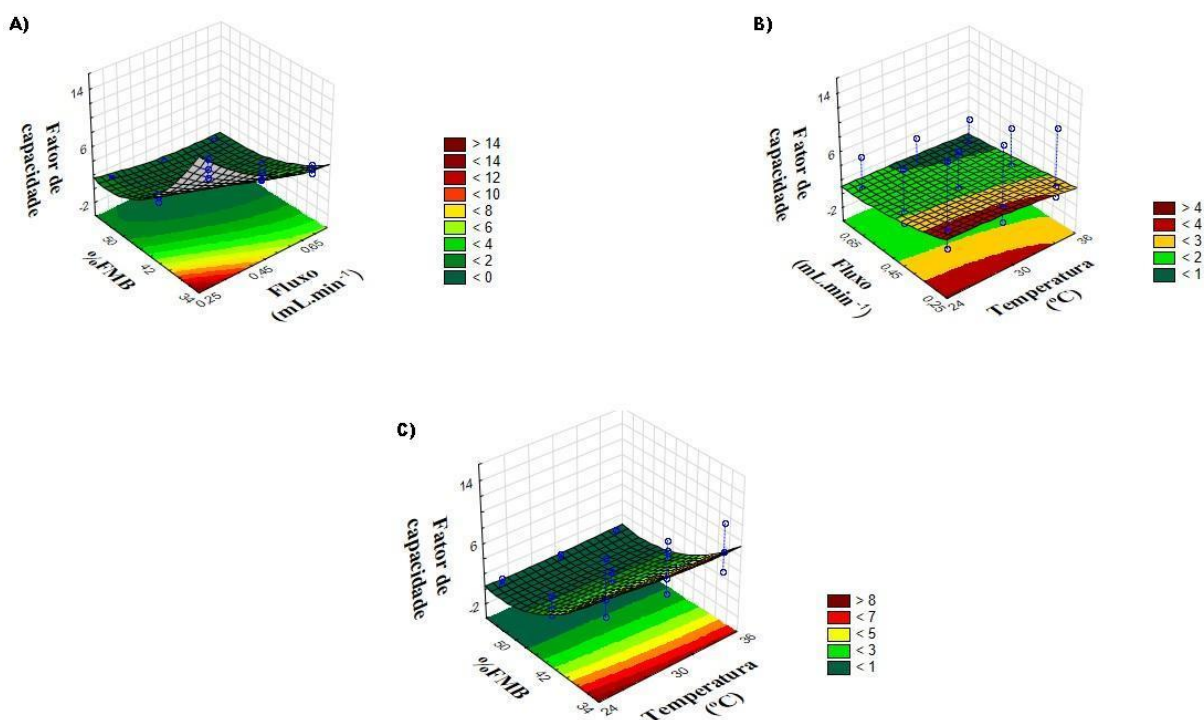 A)
14
6
-2
Fator de
capacidade
50
42
34
%FMB
0,25
0,45
0,65
Fluxo
(mL.min⁻¹)
> 14
< 14
< 12
< 10
< 8
< 6
< 4
< 2
< 0
B)
14
6
-2
Fator de
capacidade
0,65
0,45
0,25
Fluxo
(mL.min⁻¹)
24
30
36
Temperatura
(ºC)
> 4
< 4
< 3
< 2
< 1
C)
14
6
-2
Fator de
capacidade
50
42
34
%FMB
24
30
36
Temperatura
(ºC)
> 8
< 7
< 5
< 3
< 1